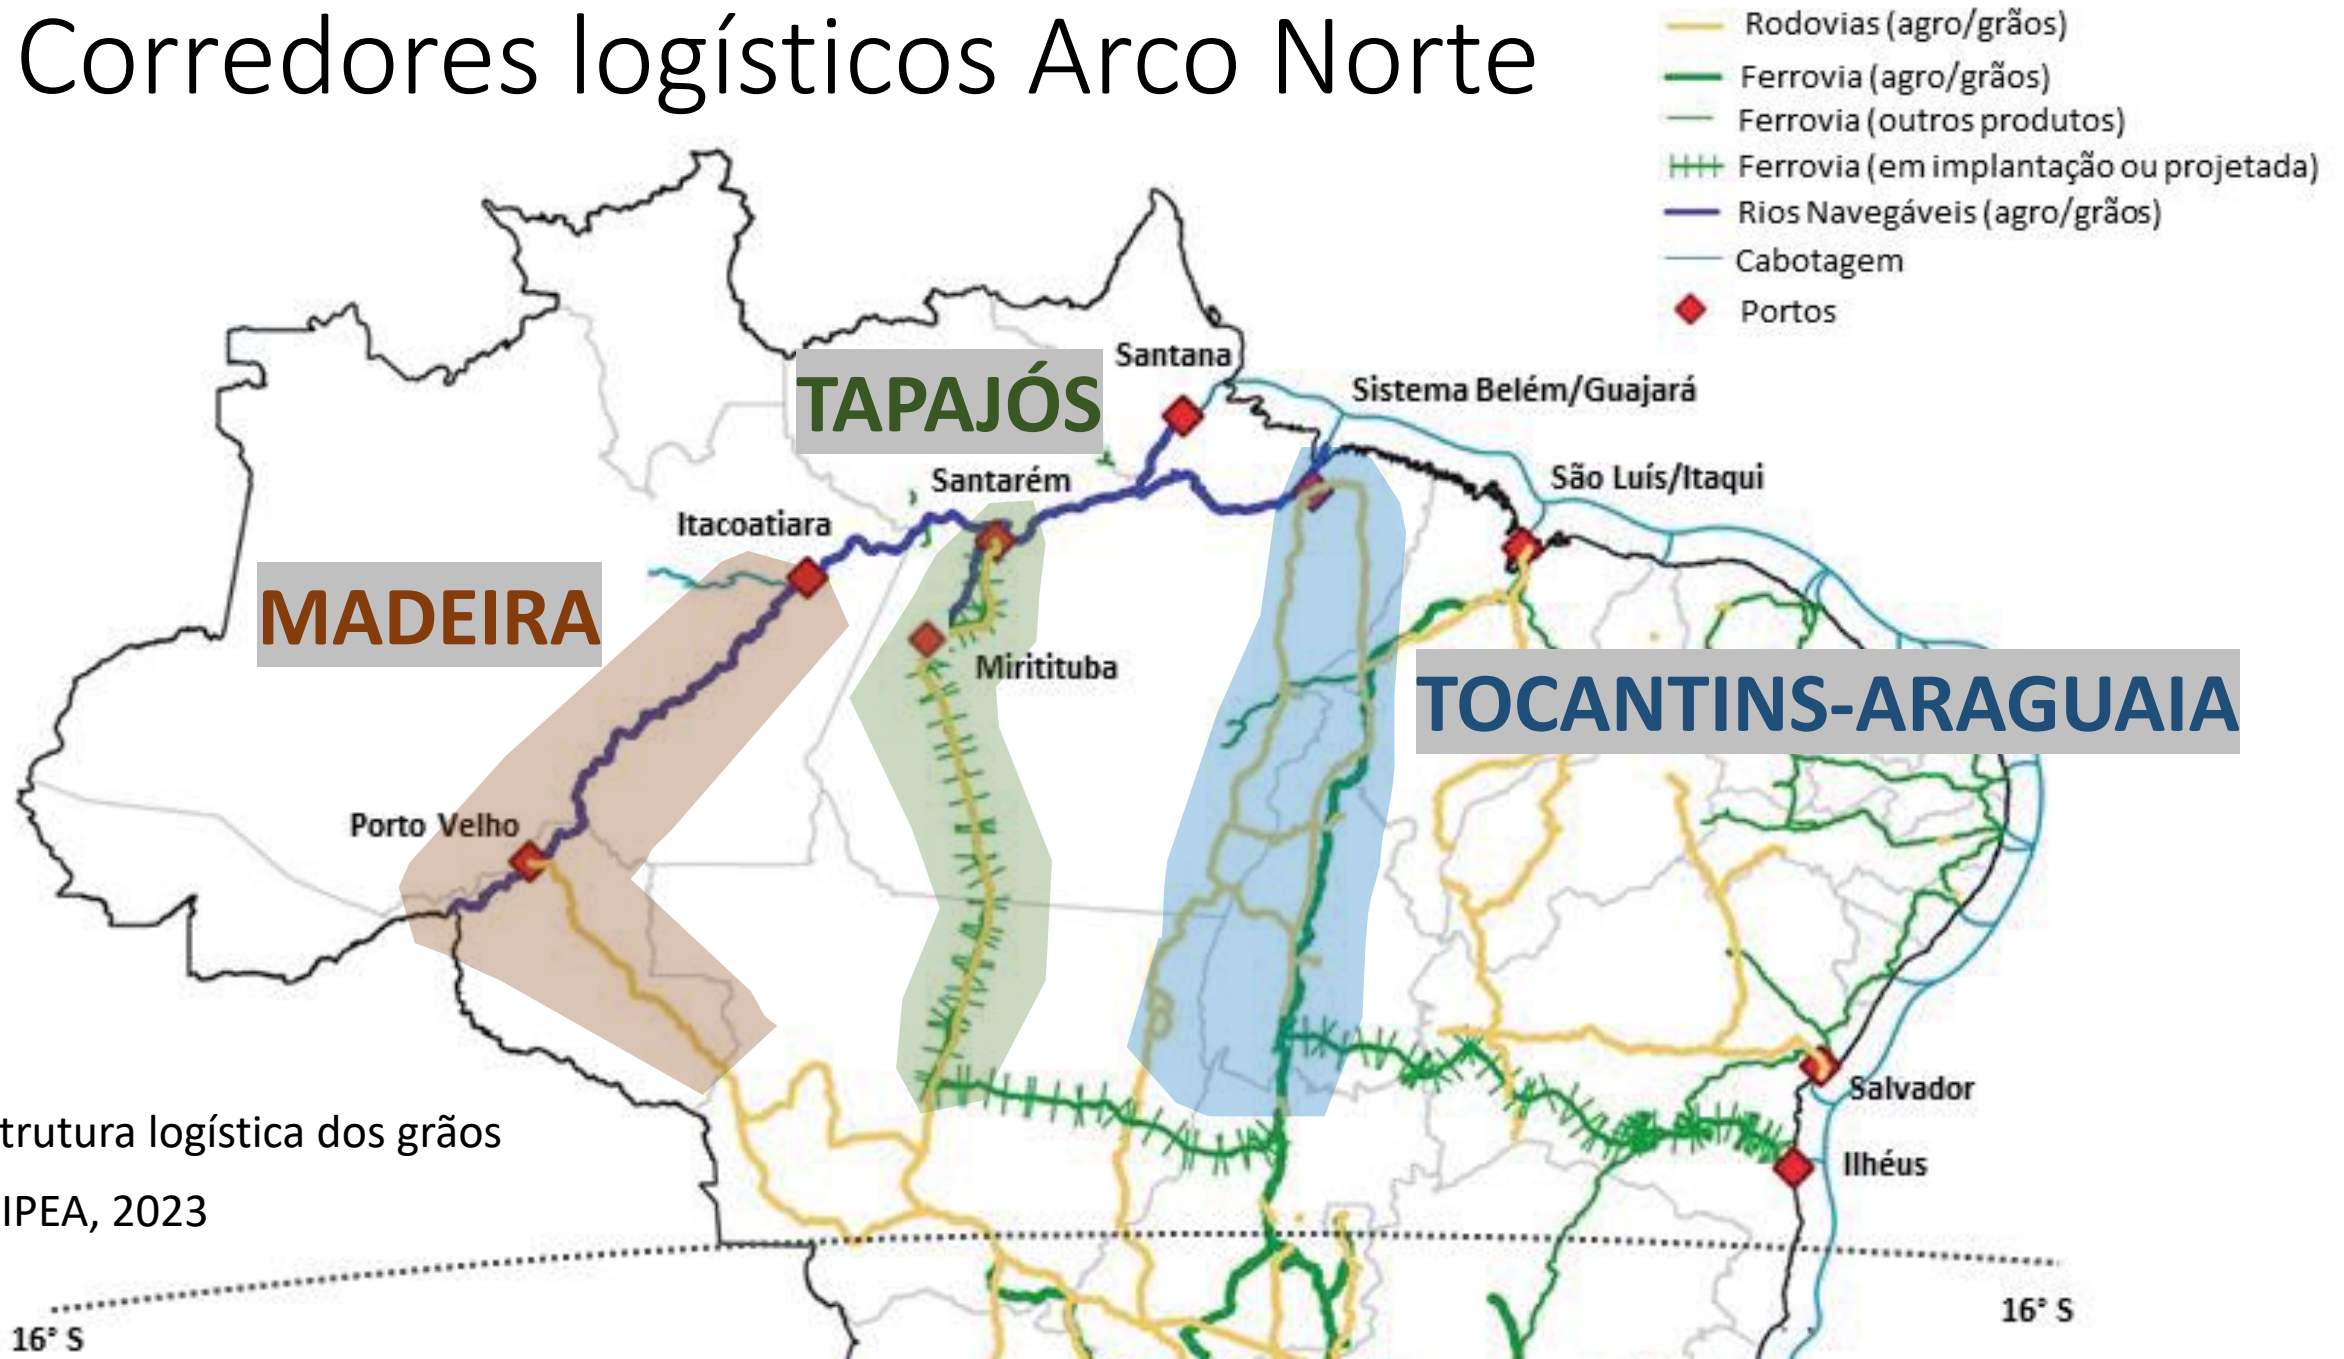 Corredores logísticos Arco Norte
Rodovias (agro/grãos)
Ferrovia (agro/grãos)
Ferrovia (outros produtos)
Ferrovia (em implantação ou projetada)
Rios Navegáveis (agro/grãos)
Cabotagem
Portos
Santana
TAPAJÓS
Sistema Belém/Guajará
Santarém
São Luís/Itaqui
Itacoatiara
MADEIRA
Miritituba
TOCANTINS-ARAGUAIA
Porto Velho
Salvador
trutura logística dos grãos
Ilhéus
IPEA, 2023
16° S
16° S